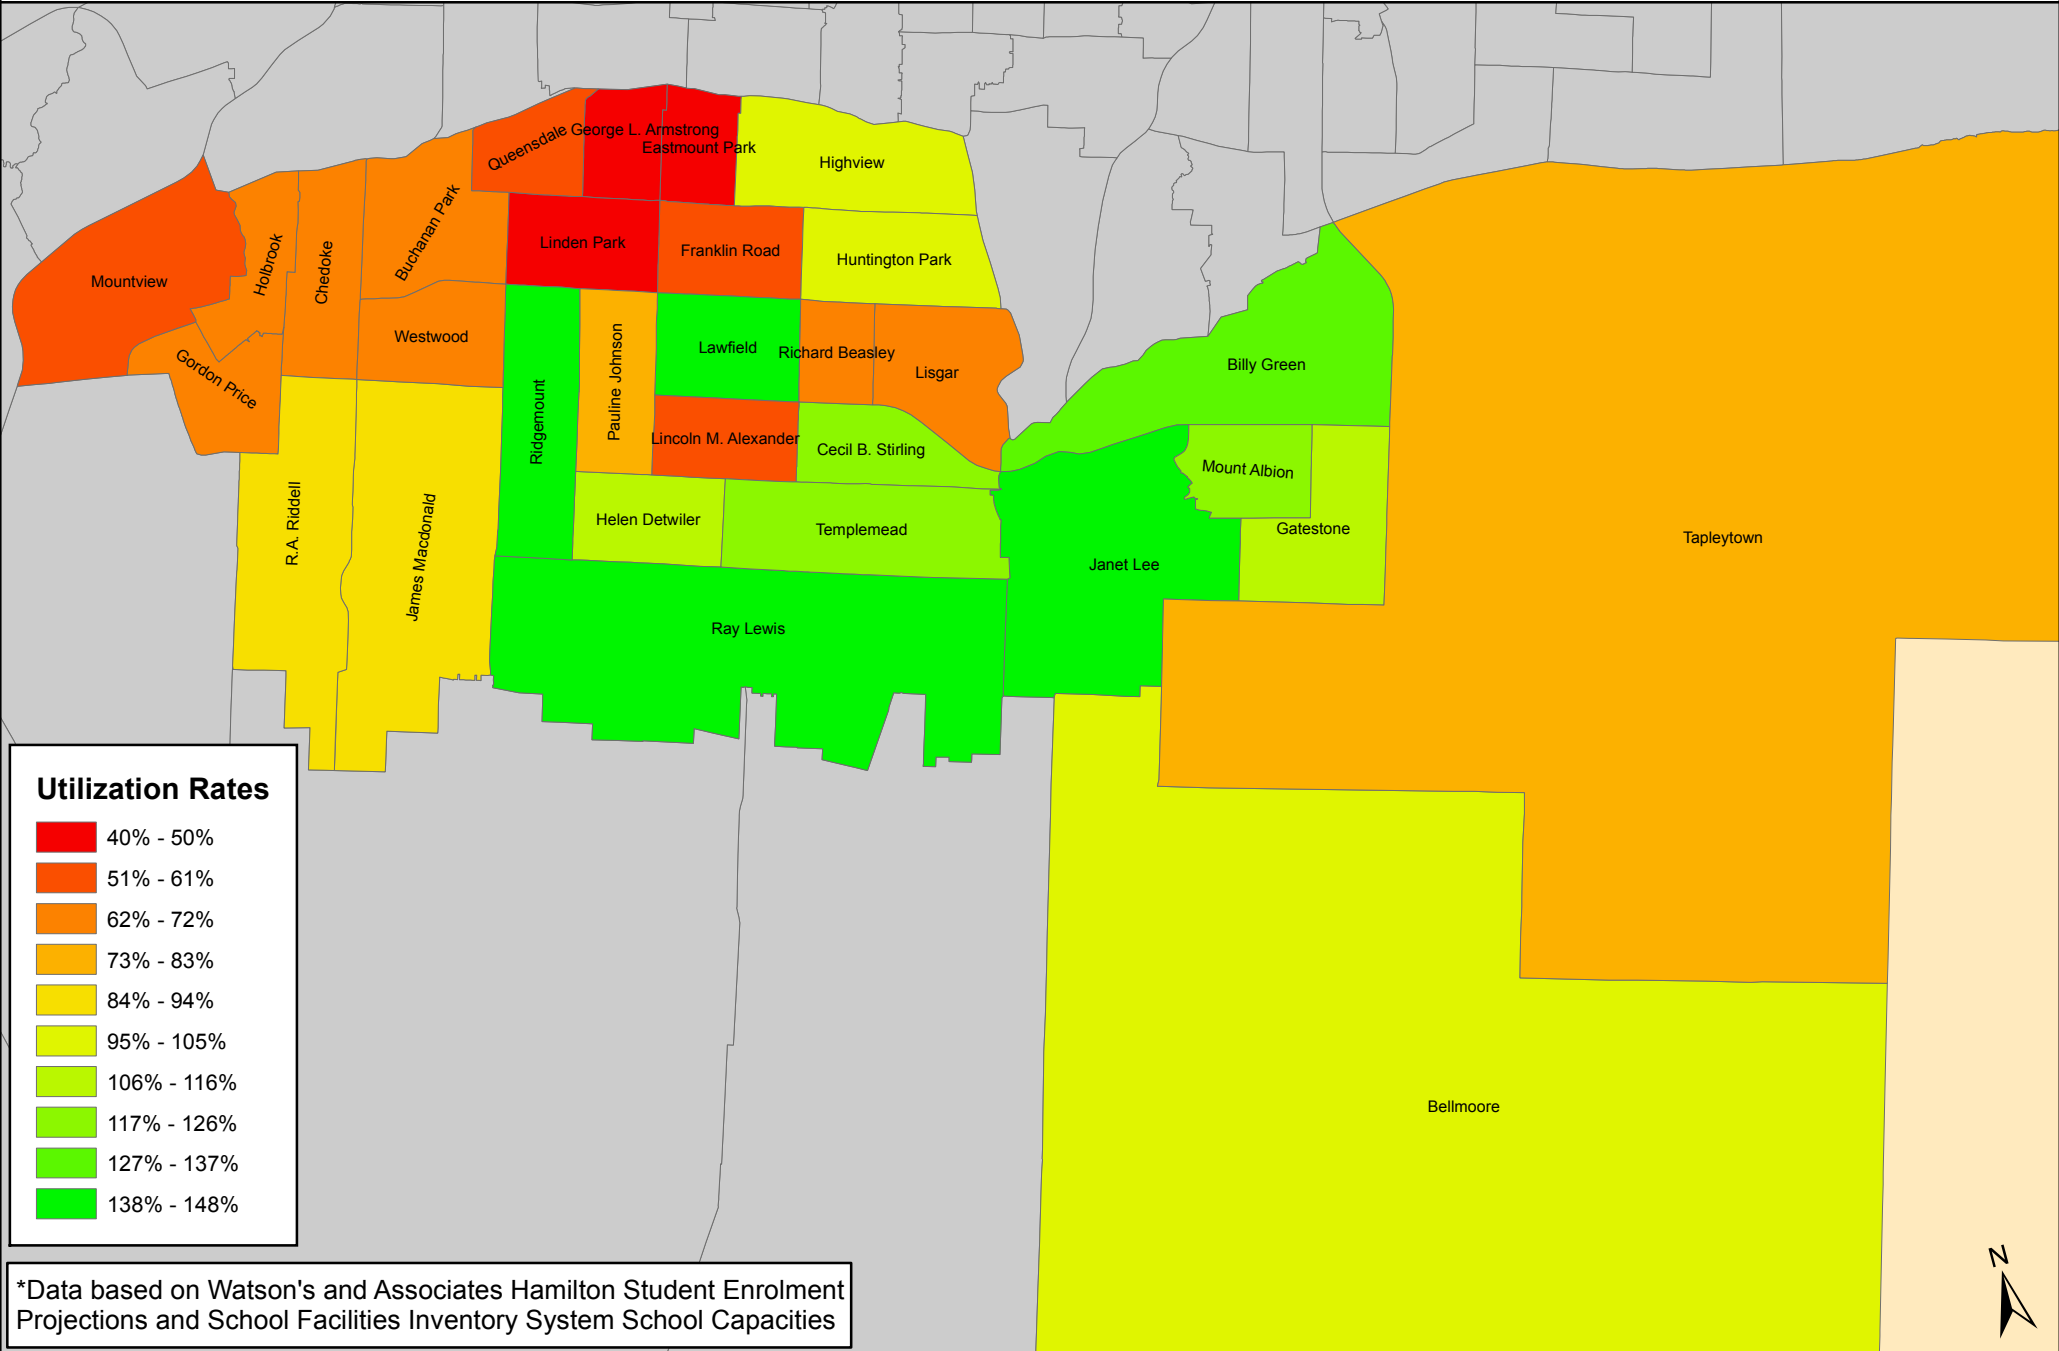 Queensdale
George L. Armstrong
Eastmount Park
Highview
Mountview
Holbrook
Chedoke
Buchanan Park
Linden Park
Franklin Road
Huntington Park
Gordon Price
Westwood
Ridgemount
Pauline Johnson
Lawfield
Richard Beasley
Lisgar
Billy Green
Lincoln M. Alexander
Cecil B. Stirling
Mount Albion
R.A. Riddell
James Macdonald
Helen Detwiler
Templemead
Janet Lee
Gatestone
Tapleytown
Ray Lewis
Bellmoore
Utilization Rates
40% - 50%
51% - 61%
62% - 72%
73% - 83%
84% - 94%
95% - 105%
106% - 116%
117% - 126%
127% - 137%
138% - 148%
*Data based on Watson's and Associates Hamilton Student Enrolment
Projections and School Facilities Inventory System School Capacities
N